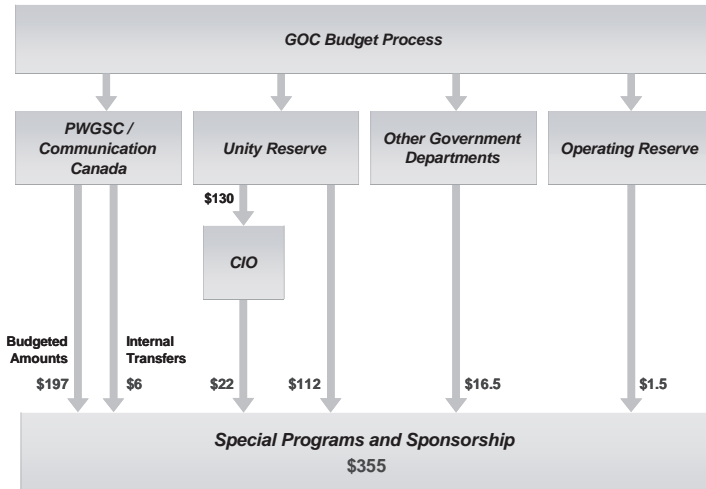 GOC Budget Process
PWGSC /
Communication
Canada
Unity Reserve
Other Government
Departments
Operating Reserve
$130
CIO
Budgeted
Amounts
Internal
Transfers
$197
$6
$22
$112
$16.5
$1.5
Special Programs and Sponsorship
$355